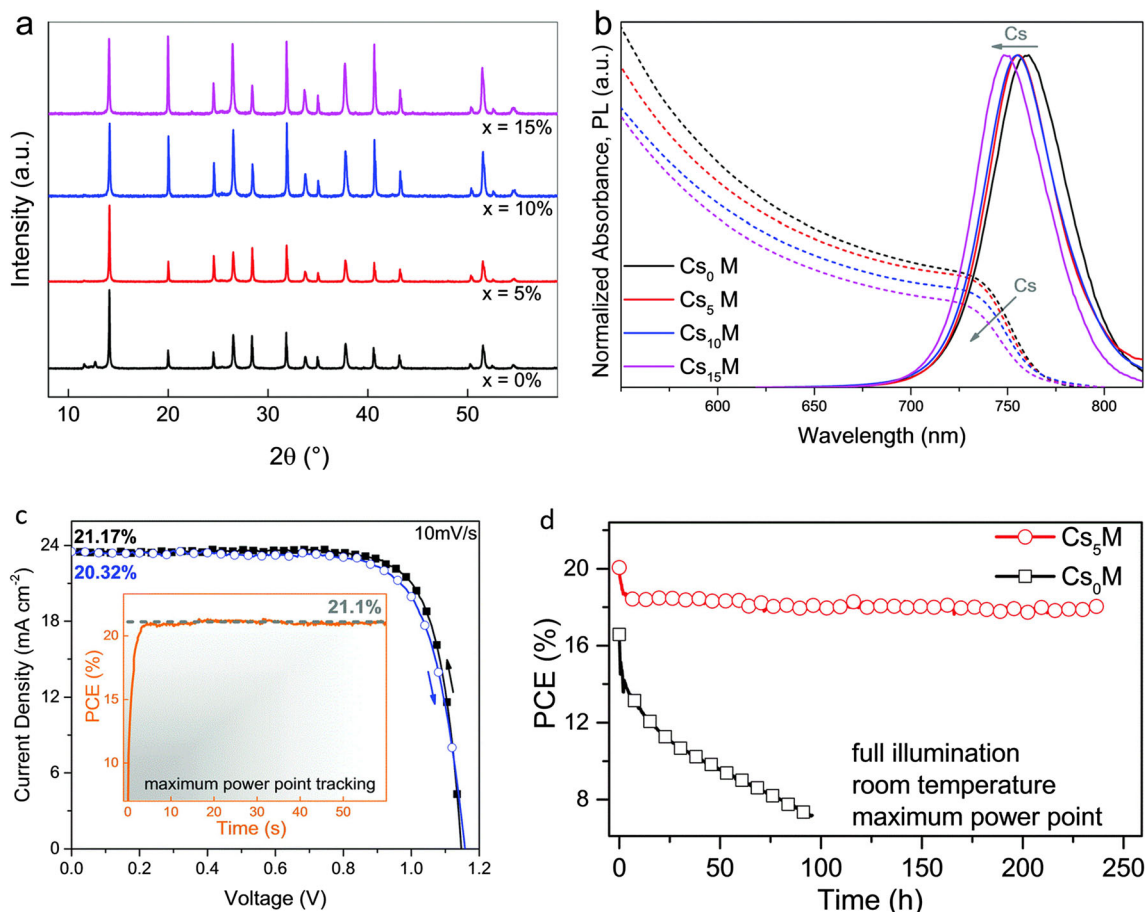 a
Intensity (a.u.)
x = 15%
x = 10%
x = 5%
x = 0%
10 20 30 40 50
2θ (°)
b
Cs
Normalized Absorbance, PL (a.u.)
Cs0 M
Cs5 M
Cs10M
Cs15M
Cs
600 650 700 750 800
Wavelength (nm)
c
21.17%
20.32%
10mV/s
Current Density (mA cm-2)
24
18
12
6
0
21.1%
PCE (%)
20
15
10
maximum power point tracking
0 10 20 30 40 50
Time (s)
0.0 0.2 0.4 0.6 0.8 1.0 1.2
Voltage (V)
d
Cs5M
Cs0M
PCE (%)
20
16
12
8
full illumination
room temperature
maximum power point
0 25 50 75 100 125 150 175 200 225 250
Time (h)